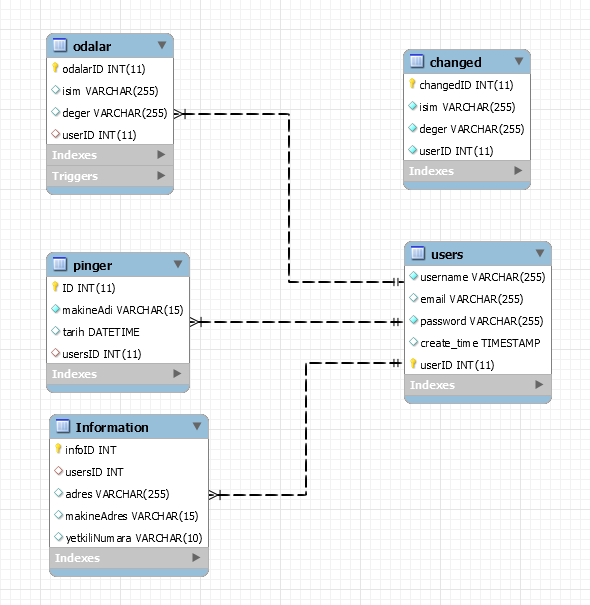 odalar
odalarID INT(11)
isim VARCHAR(255)
deger VARCHAR(255)
userID INT(11)
Indexes
Triggers
changed
changedID INT(11)
isim VARCHAR(255)
deger VARCHAR(255)
userID INT(11)
Indexes
pinger
ID INT(11)
makineAdi VARCHAR(15)
tarih DATETIME
usersID INT(11)
Indexes
users
username VARCHAR(255)
email VARCHAR(255)
password VARCHAR(255)
create_time TIMESTAMP
userID INT(11)
Indexes
Information
infoID INT
usersID INT
adres VARCHAR(255)
makineAdres VARCHAR(15)
yetkiliNumara VARCHAR(10)
Indexes